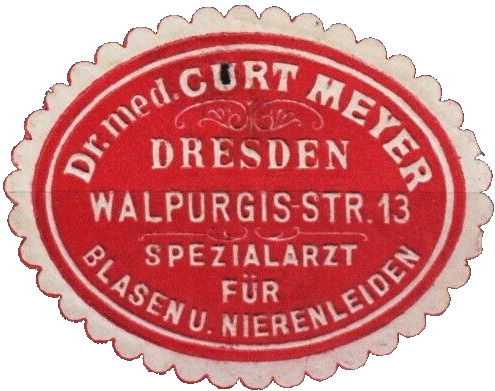 Dr. med. CURT MEYER
DRESDEN
WALPURGIS-STR. 13
SPEZIALARZT
FÜR
BLASEN U. NIERENLEIDEN